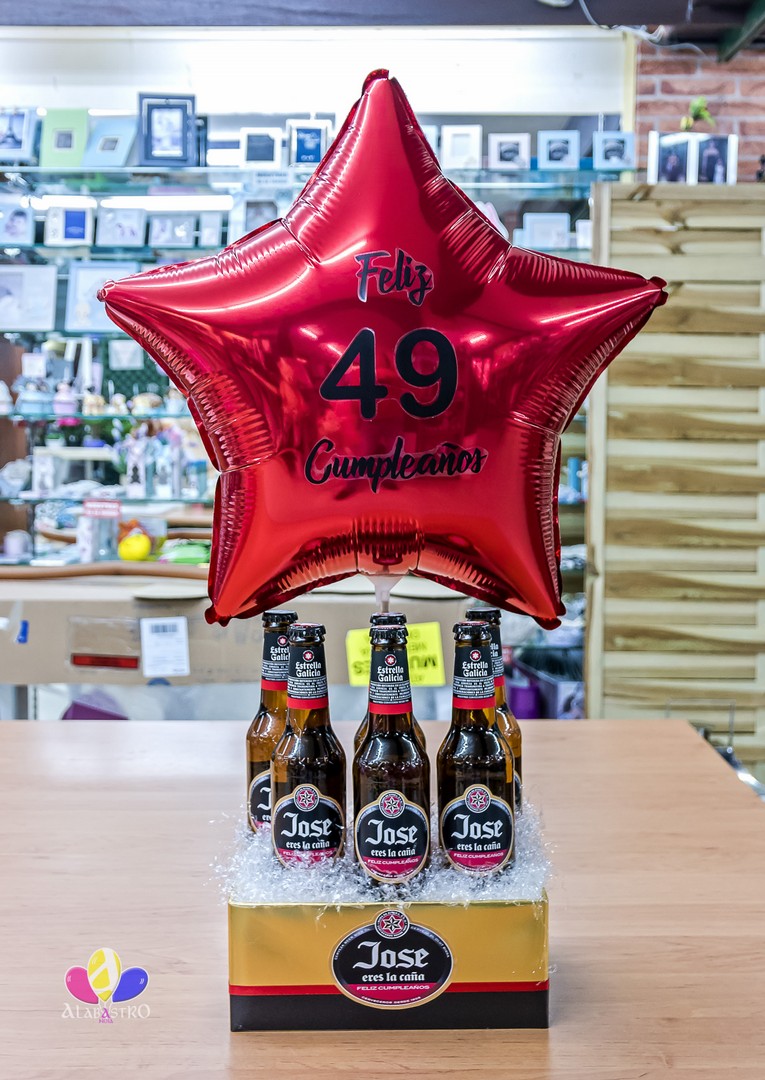 Feliz
49
Cumpleaños
Estrella
Galicia
Estrella
Galicia
Estrella
Galicia
Jose
eres la caña
FELIZ CUMPLEAÑOS
Jose
eres la caña
FELIZ CUMPLEAÑOS
Jose
eres la caña
FELIZ CUMPLEAÑOS
Jose
eres la caña
FELIZ CUMPLEAÑOS
ALABASTRO